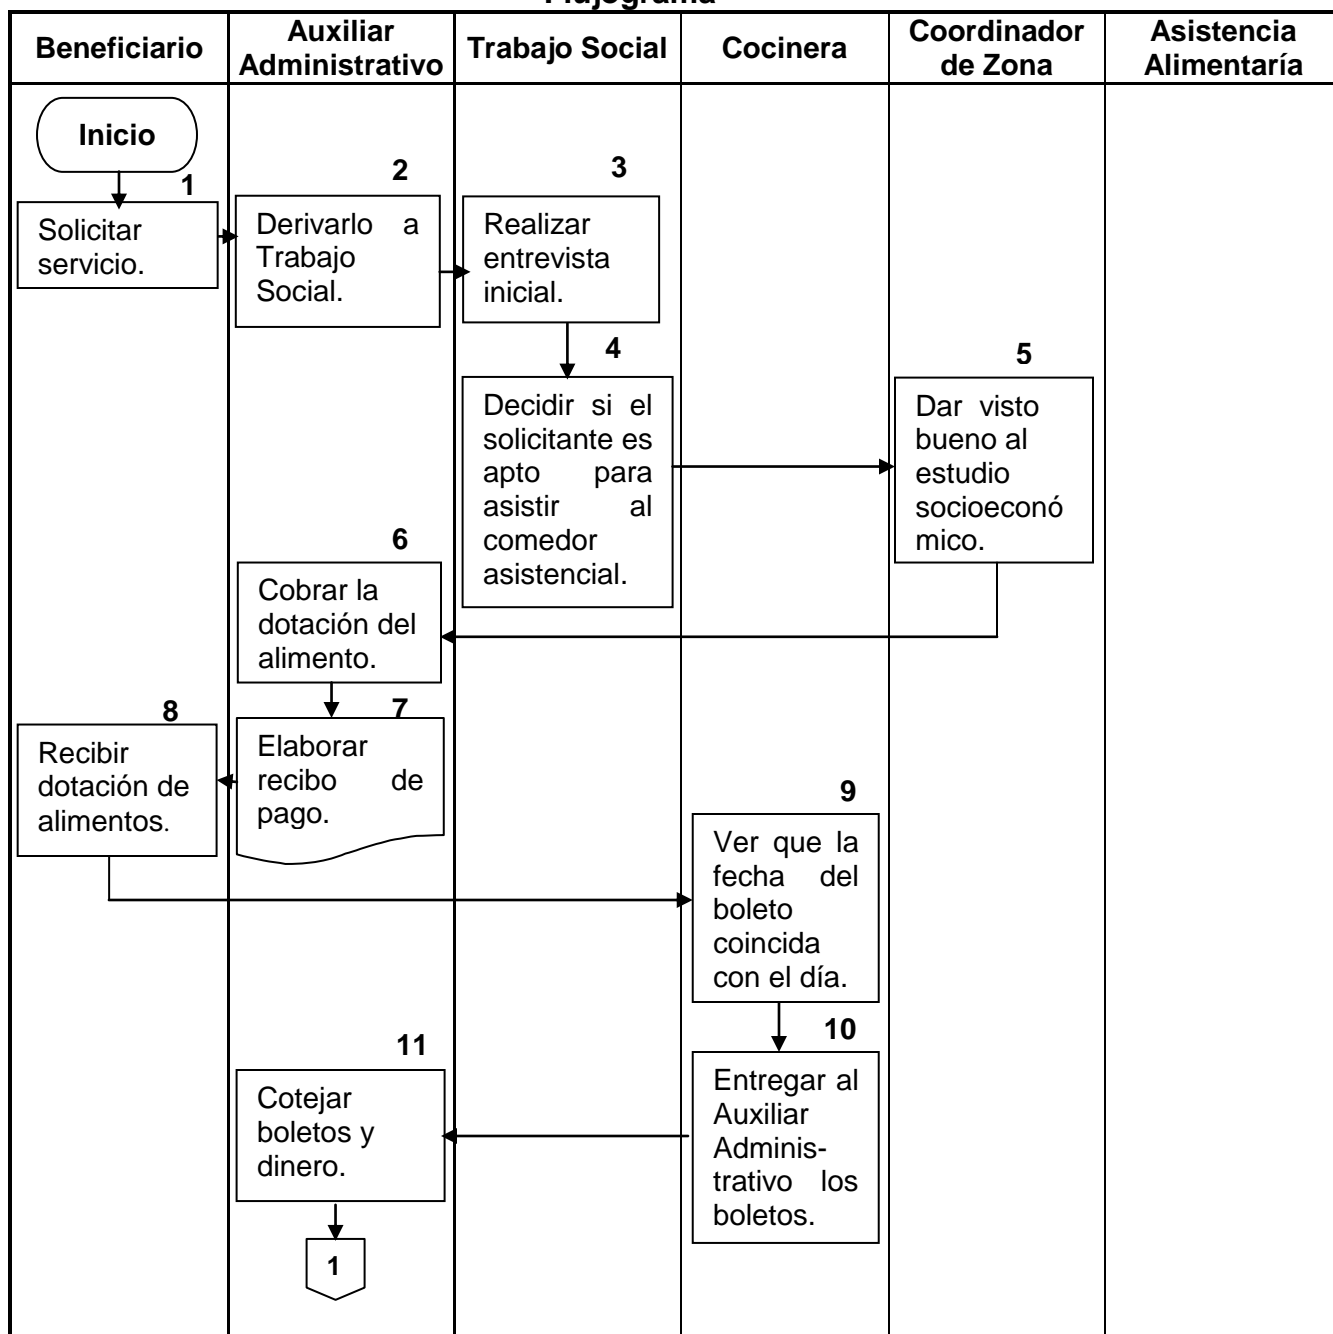 Flujograma
Beneficiario
Auxiliar
Administrativo
Trabajo Social
Cocinera
Coordinador
de Zona
Asistencia
Alimentaría
Inicio
1
Solicitar
servicio.
2
Derivarlo a
Trabajo
Social.
3
Realizar
entrevista
inicial.
4
Decidir si el
solicitante es
apto para
asistir al
comedor
asistencial.
5
Dar visto
bueno al
estudio
socioeconó
mico.
6
Cobrar la
dotación del
alimento.
7
Elaborar
recibo de
pago.
8
Recibir
dotación de
alimentos.
9
Ver que la
fecha del
boleto
coincida
con el día.
10
Entregar al
Auxiliar
Adminis-
trativo los
boletos.
11
Cotejar
boletos y
dinero.
1